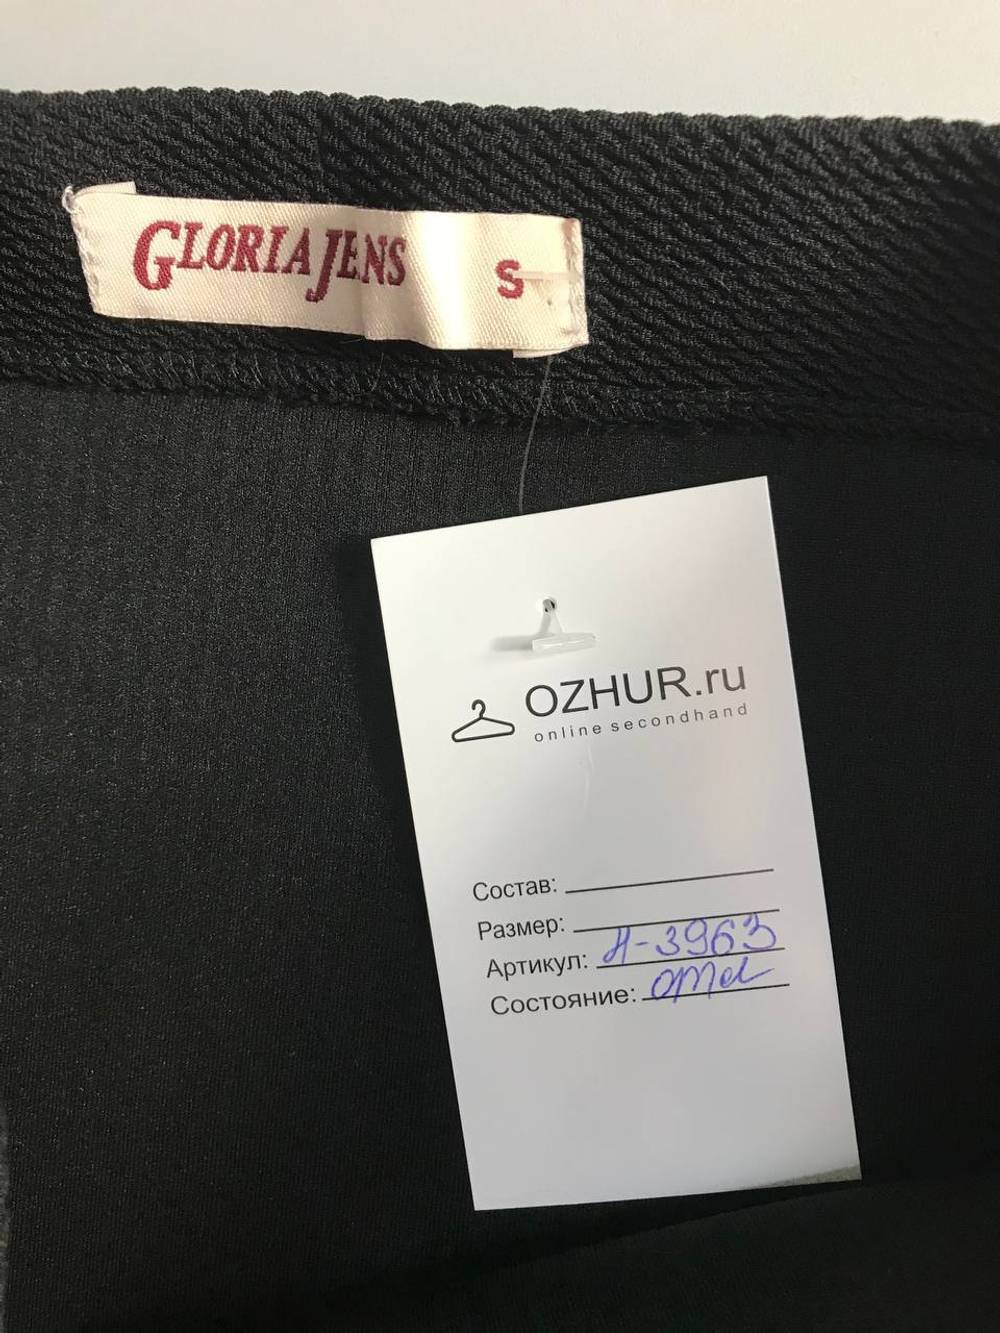 GLORIA JENS S
OZHUR.ru
online secondhand
Состав:
Размер:
Артикул: Н-3963
Состояние: отл